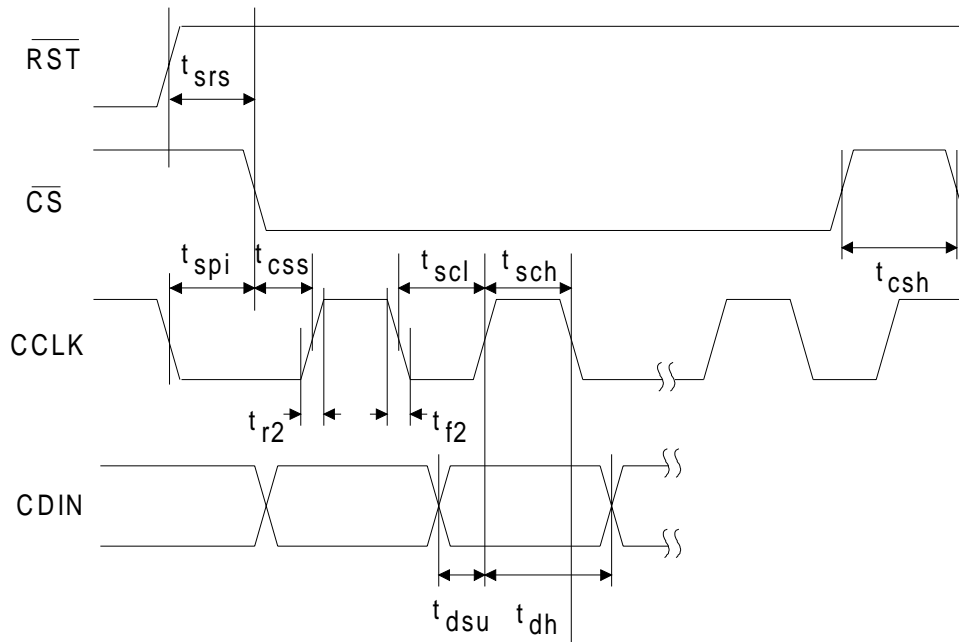 RST
t srs
CS
t spi
t css
t scl
t sch
t csh
CCLK
t r2
t f2
CDIN
t dsu
t dh